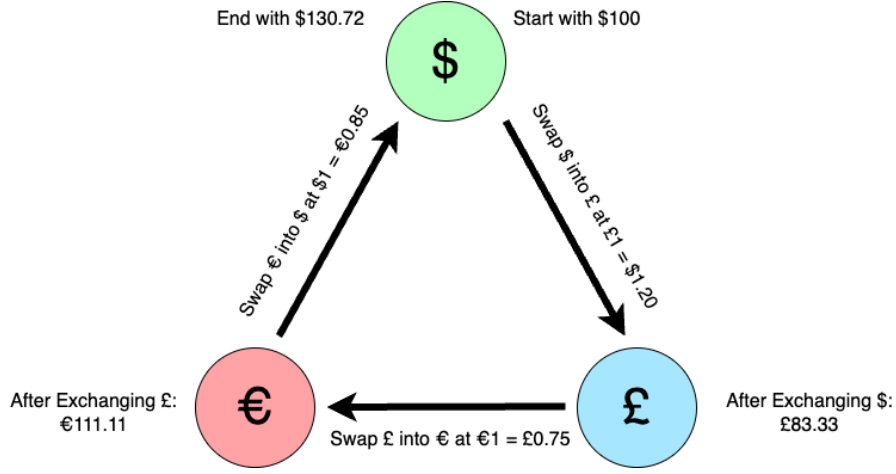 End with $130.72
Start with $100
$
Swap € into $ at $1 = €0.85
Swap $ into £ at £1 = $1.20
After Exchanging £:
€111.11
€
Swap £ into € at €1 = £0.75
£
After Exchanging $:
£83.33